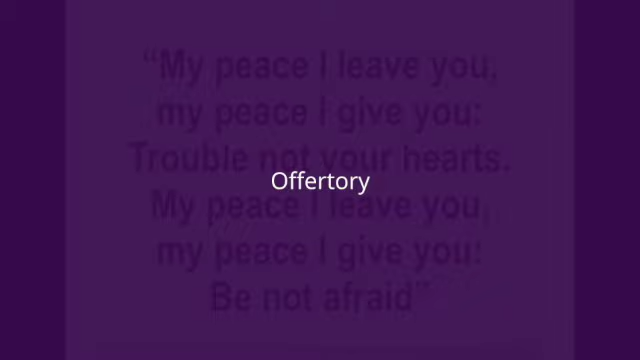 “My peace I leave you,
my peace I give you:
Trouble not your hearts.
Offertory
My peace I leave you,
my peace I give you:
Be not afraid”